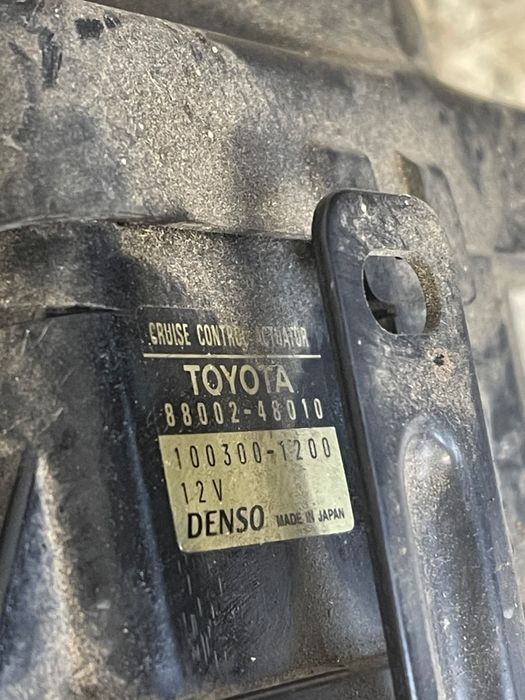 CRUISE CONTROL ACTUATOR
TOYOTA
88002-48010
100300-1200
12V
DENSO MADE IN JAPAN